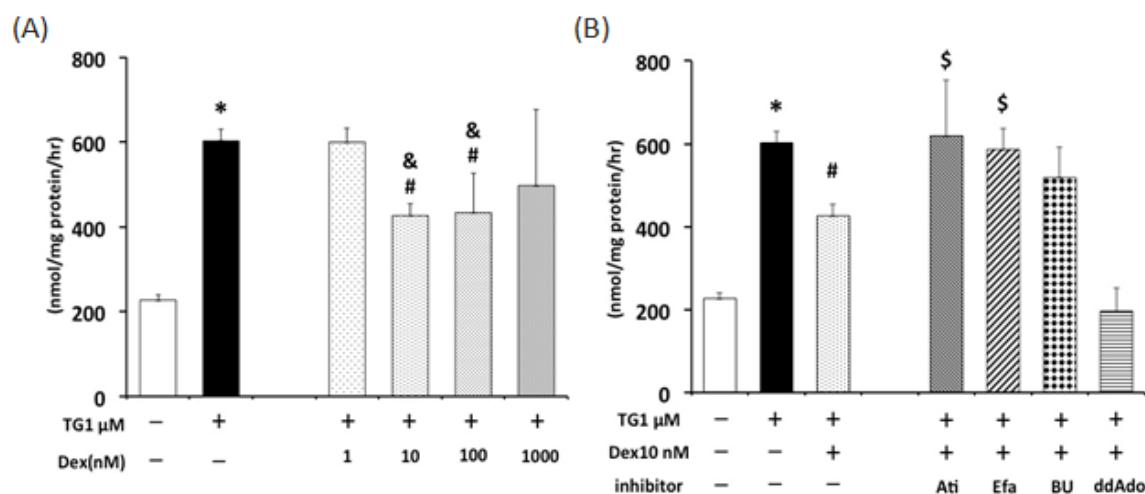 (A)
(nmol/mg protein/hr)
800
600
400
200
0
*
&
#
&
#
TG1 μM – + + + + +
Dex(nM) – – 1 10 100 1000
(B)
(nmol/mg protein/hr)
800
600
400
200
0
*
#
$
$
TG1 μM – + + + + + +
Dex10 nM – – + + + + +
inhibitor – – – Ati Efa BU ddAdo